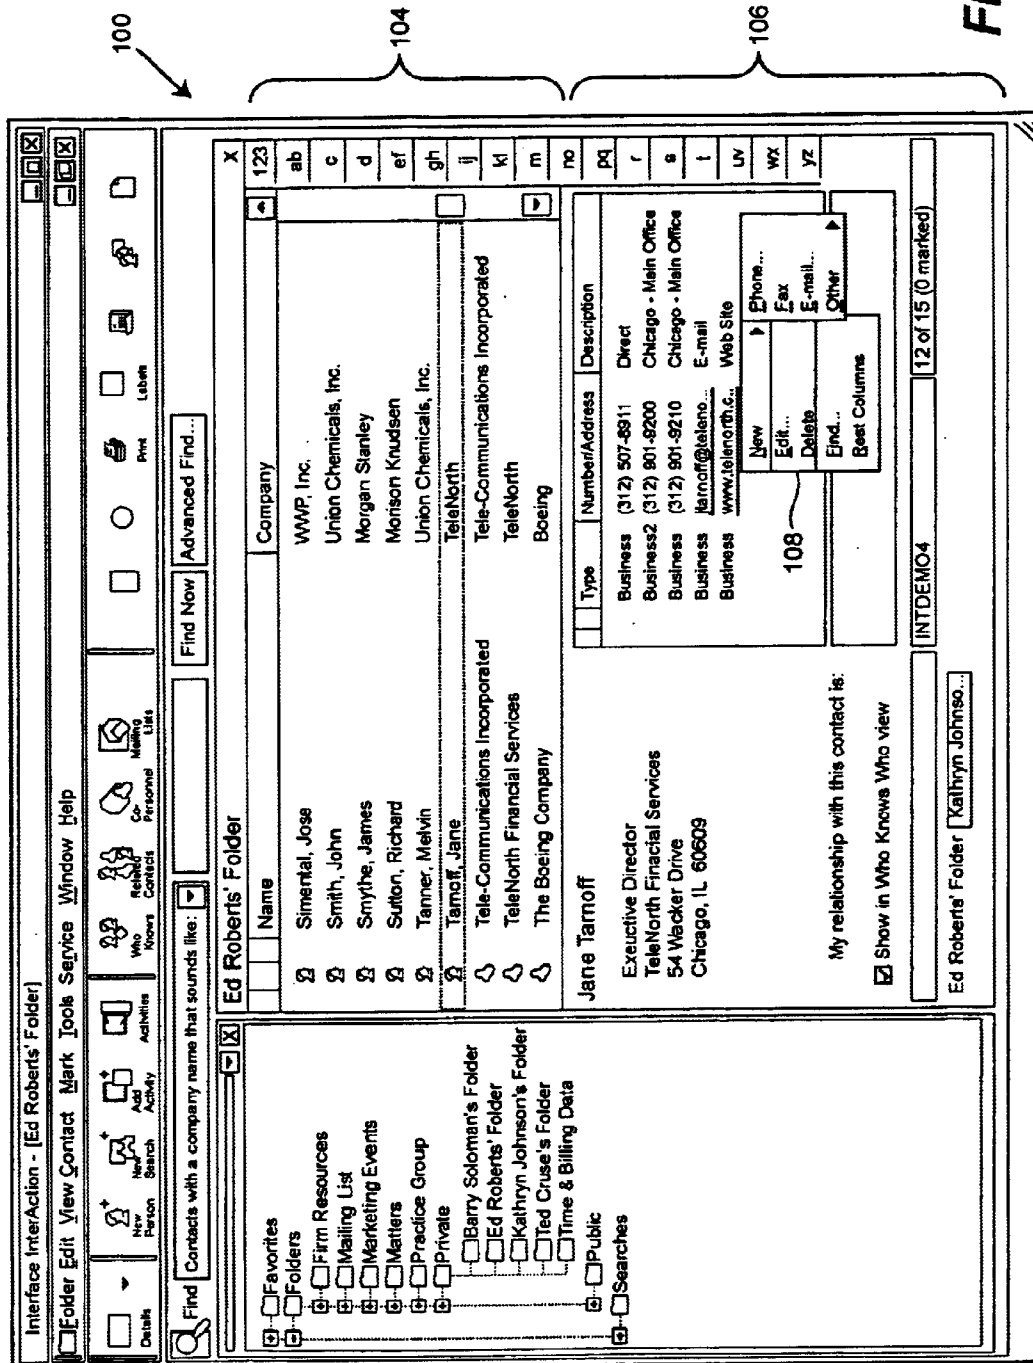 100
Interface InterAction - [Ed Roberts' Folder]
Folder Edit View Contact Mark Tools Service Window Help
Details
New Person
New Search
Add Activity
Activities
Who Knows
Related Contacts
Co-Personnel
Mailing Lists
Print
Labels
Find Contacts with a company name that sounds like: Find Now Advanced Find...
Favorites
Folders
Firm Resources
Mailing List
Marketing Events
Matters
Practice Group
Private
Barry Soloman's Folder
Ed Roberts' Folder
Kathryn Johnson's Folder
Ted Cruse's Folder
Time & Billing Data
Public
Searches
Ed Roberts' Folder X
Name Company
Simental, Jose WWP, Inc.
Smith, John Union Chemicals, Inc.
Smythe, James Morgan Stanley
Sutton, Richard Morison Knudsen
Tanner, Melvin Union Chemicals, Inc.
Tarnoff, Jane TeleNorth
Tele-Communications Incorporated Tele-Communications Incorporated
TeleNorth Financial Services TeleNorth
The Boeing Company Boeing
123
ab
c
d
ef
gh
ij
kl
m
no
pq
r
s
t
uv
wx
yz
104
Jane Tarnoff
Exeuctive Director
TeleNorth Finacial Services
54 Wacker Drive
Chicago, IL 60609
My relationship with this contact is:
Show in Who Knows Who view
Type Number/Address Description
Business (312) 507-8911 Direct
Business2 (312) 901-9200 Chicago - Main Office
Business (312) 901-9210 Chicago - Main Office
Business ltarnoff@teleno... E-mail
Business www.telenorth.c.. Web Site
New
Edit...
Delete
Find...
Best Columns
Phone...
Fax
E-mail...
Other
108
106
INTDEMO4 12 of 15 (0 marked)
Ed Roberts' Folder Kathryn Johnso...